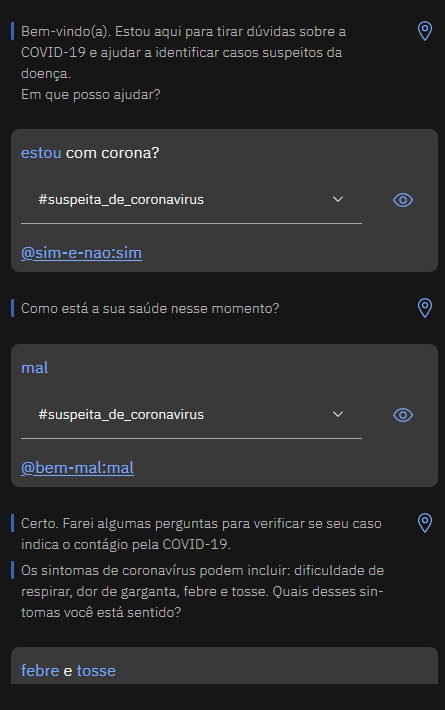 Bem-vindo(a). Estou aqui para tirar dúvidas sobre a
COVID-19 e ajudar a identificar casos suspeitos da
doença.
Em que posso ajudar?
estou com corona?
#suspeita_de_coronavirus
@sim-e-nao:sim
Como está a sua saúde nesse momento?
mal
#suspeita_de_coronavirus
@bem-mal:mal
Certo. Farei algumas perguntas para verificar se seu caso
indica o contágio pela COVID-19.
Os sintomas de coronavírus podem incluir: dificuldade de
respirar, dor de garganta, febre e tosse. Quais desses sin-
tomas você está sentido?
febre e tosse